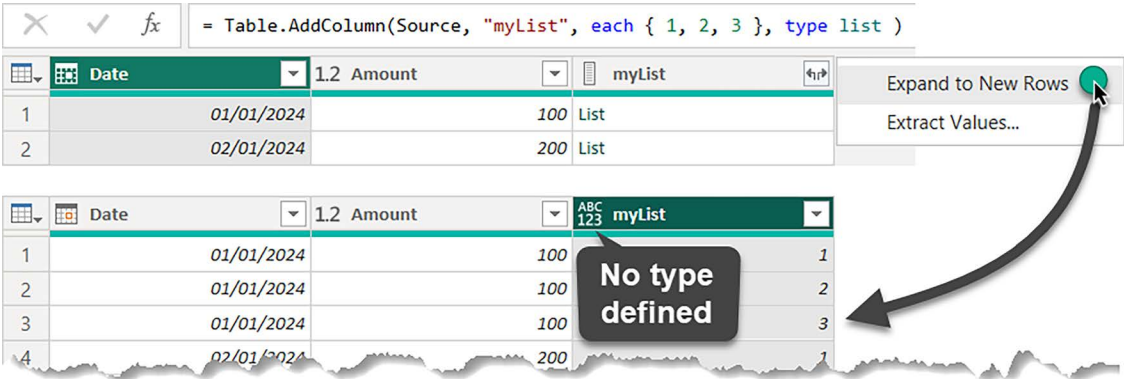 fx = Table.AddColumn(Source, "myList", each { 1, 2, 3 }, type list )
Date 1.2 Amount myList
1 01/01/2024 100 List
2 02/01/2024 200 List
Expand to New Rows
Extract Values...
Date 1.2 Amount ABC 123 myList
1 01/01/2024 100 1
2 01/01/2024 100 2
3 01/01/2024 100 3
4 02/01/2024 200 1
No type
defined